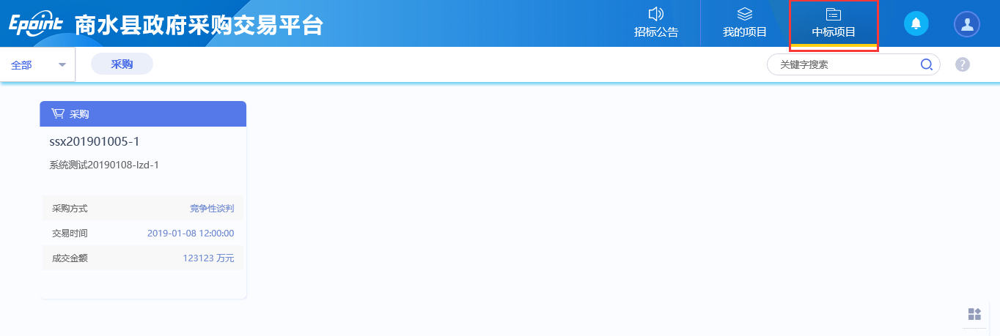 Epoint 商水县政府采购交易平台
招标公告 我的项目 中标项目
全部 采购 关键字搜索 ?
采购
ssx201901005-1
系统测试20190108-lzd-1
采购方式 竞争性谈判
交易时间 2019-01-08 12:00:00
成交金额 123123 万元